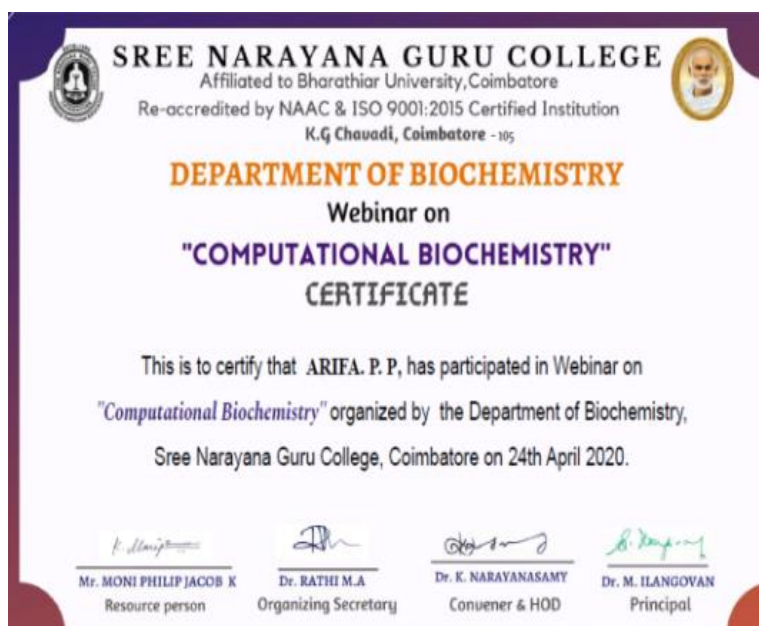 SREE NARAYANA GURU COLLEGE
Affiliated to Bharathiar University,Coimbatore
Re-accredited by NAAC & ISO 9001:2015 Certified Institution
K.G Chavadi, Coimbatore - 105
DEPARTMENT OF BIOCHEMISTRY
Webinar on
"COMPUTATIONAL BIOCHEMISTRY"
CERTIFICATE
This is to certify that ARIFA. P. P, has participated in Webinar on
"Computational Biochemistry" organized by the Department of Biochemistry,
Sree Narayana Guru College, Coimbatore on 24th April 2020.
Mr. MONI PHILIP JACOB K
Resource person
Dr. RATHI M.A
Organizing Secretary
Dr. K. NARAYANASAMY
Convener & HOD
Dr. M. ILANGOVAN
Principal